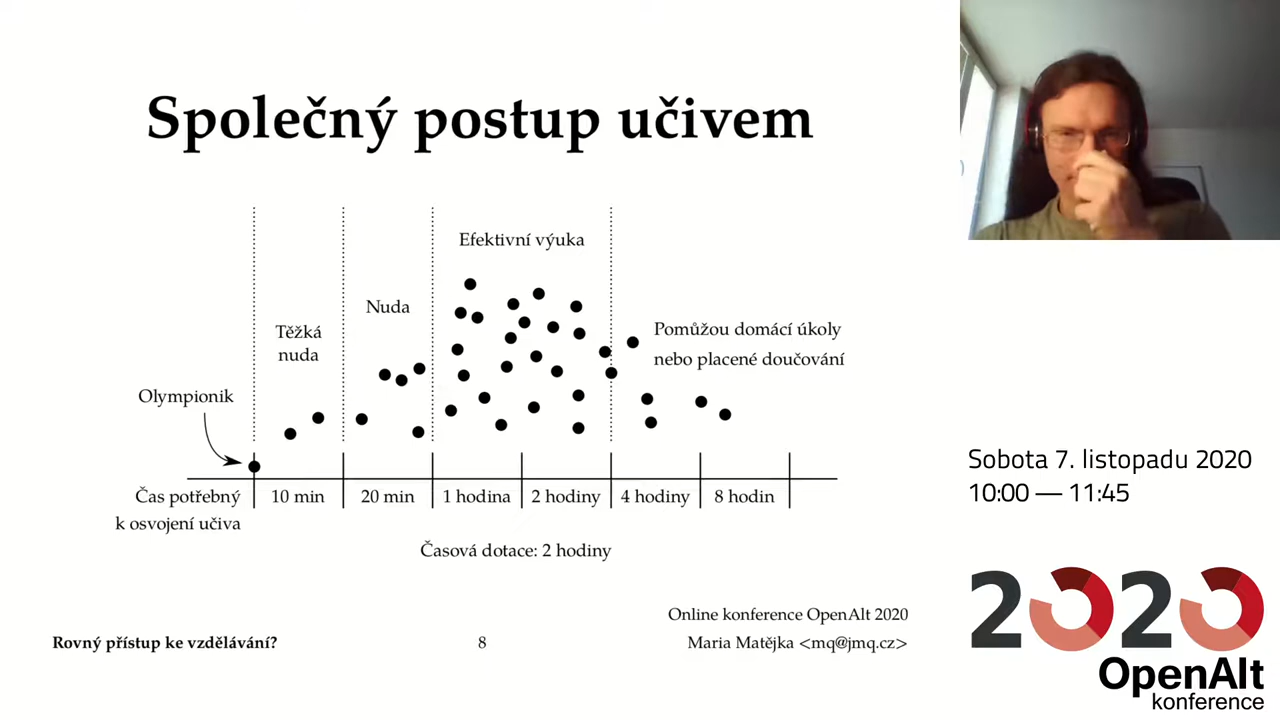 Společný postup učivem
Efektivní výuka
Nuda
Těžká
nuda
Pomůžou domácí úkoly
nebo placené doučování
Olympionik
Čas potřebný
k osvojení učiva
10 min
20 min
1 hodina
2 hodiny
4 hodiny
8 hodin
Časová dotace: 2 hodiny
Online konference OpenAlt 2020
Rovný přístup ke vzdělávání?
8
Maria Matějka <mq@jmq.cz>
Sobota 7. listopadu 2020
10:00 — 11:45
2020
OpenAlt
konference